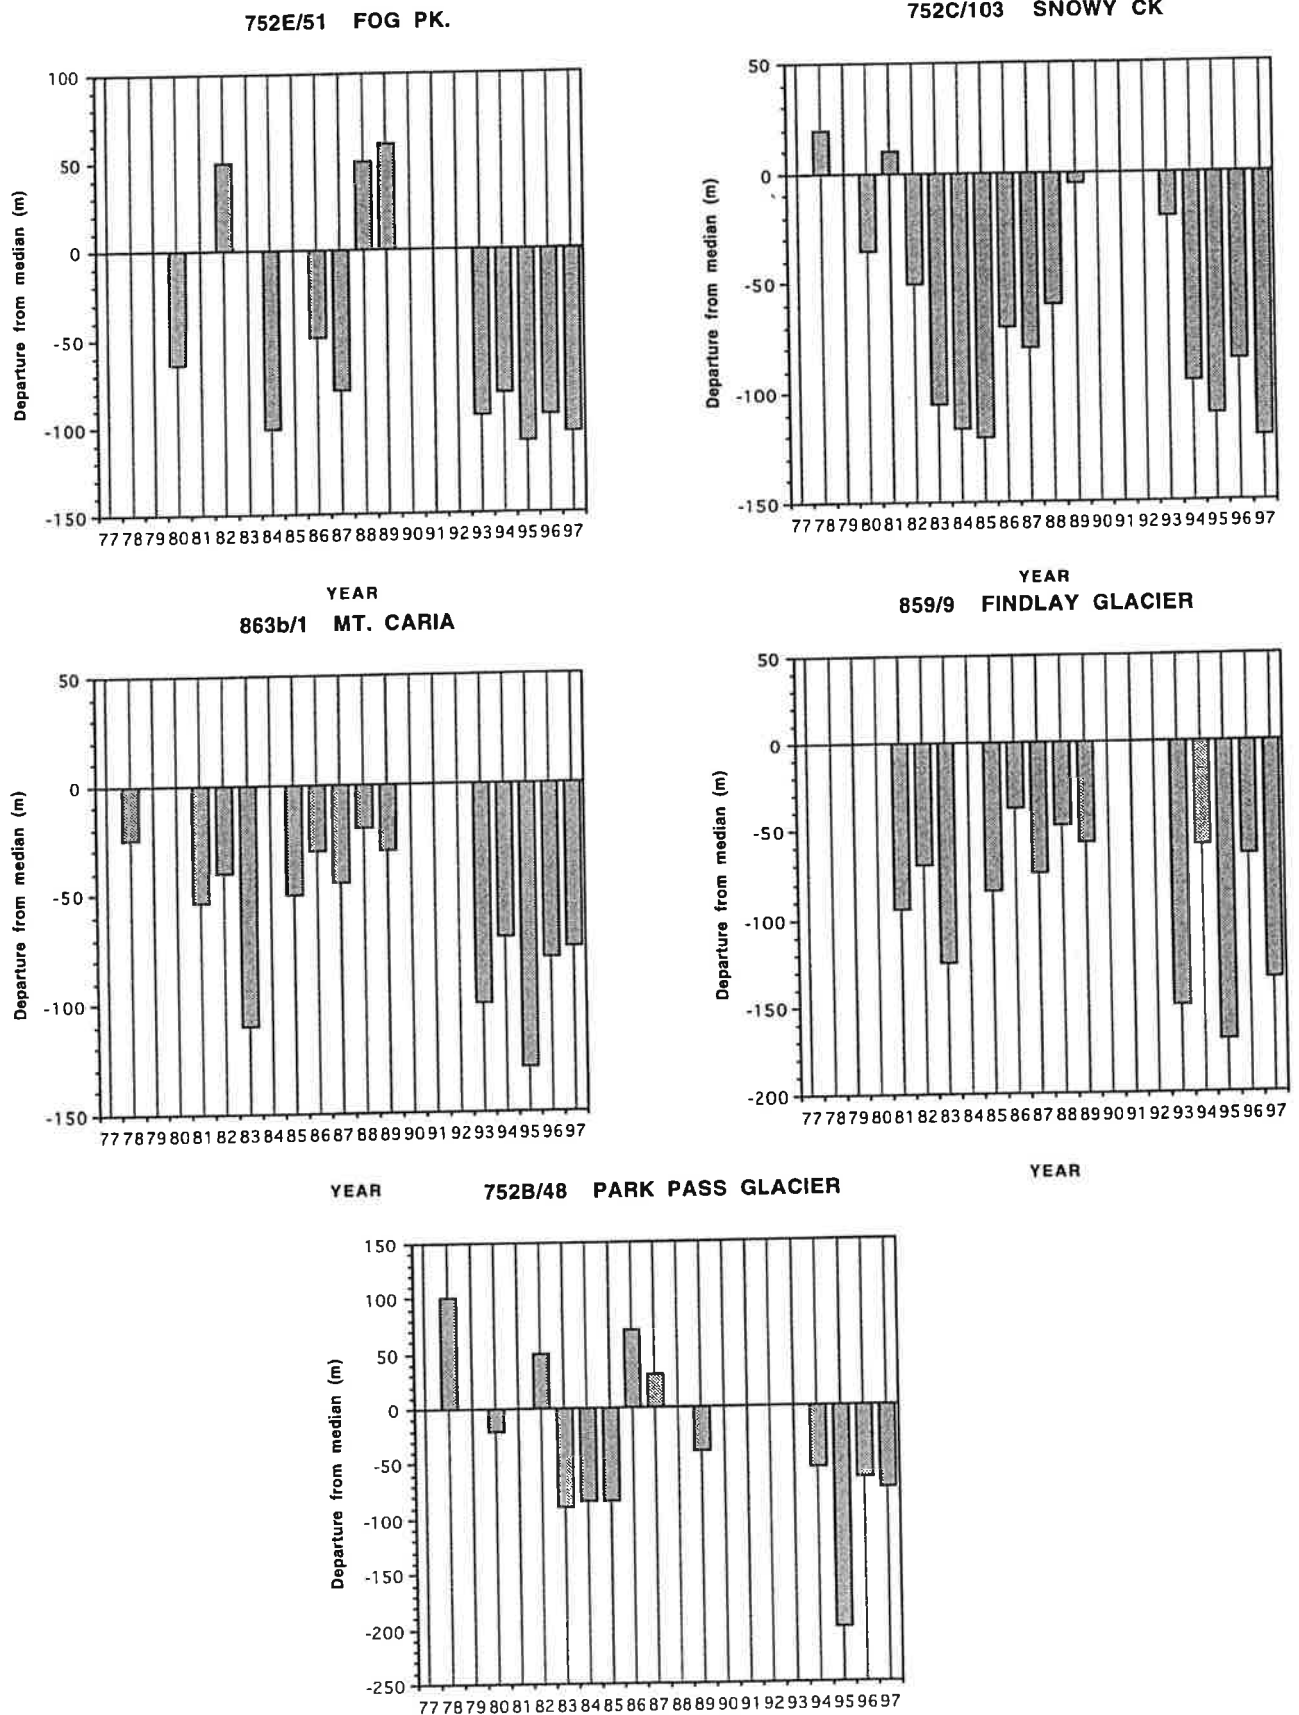 752E/51 FOG PK.
100
50
0
-50
-100
-150
Departure from median (m)
77 78 79 80 81 82 83 84 85 86 87 88 89 90 91 92 93 94 95 96 97
YEAR
752C/103 SNOWY CK
50
0
-50
-100
-150
Departure from median (m)
77 78 79 80 81 82 83 84 85 86 87 88 89 90 91 92 93 94 95 96 97
YEAR
863b/1 MT. CARIA
50
0
-50
-100
-150
Departure from median (m)
77 78 79 80 81 82 83 84 85 86 87 88 89 90 91 92 93 94 95 96 97
YEAR
859/9 FINDLAY GLACIER
50
0
-50
-100
-150
-200
Departure from median (m)
77 78 79 80 81 82 83 84 85 86 87 88 89 90 91 92 93 94 95 96 97
YEAR
752B/48 PARK PASS GLACIER
150
100
50
0
-50
-100
-150
-200
-250
Departure from median (m)
77 78 79 80 81 82 83 84 85 86 87 88 89 90 91 92 93 94 95 96 97